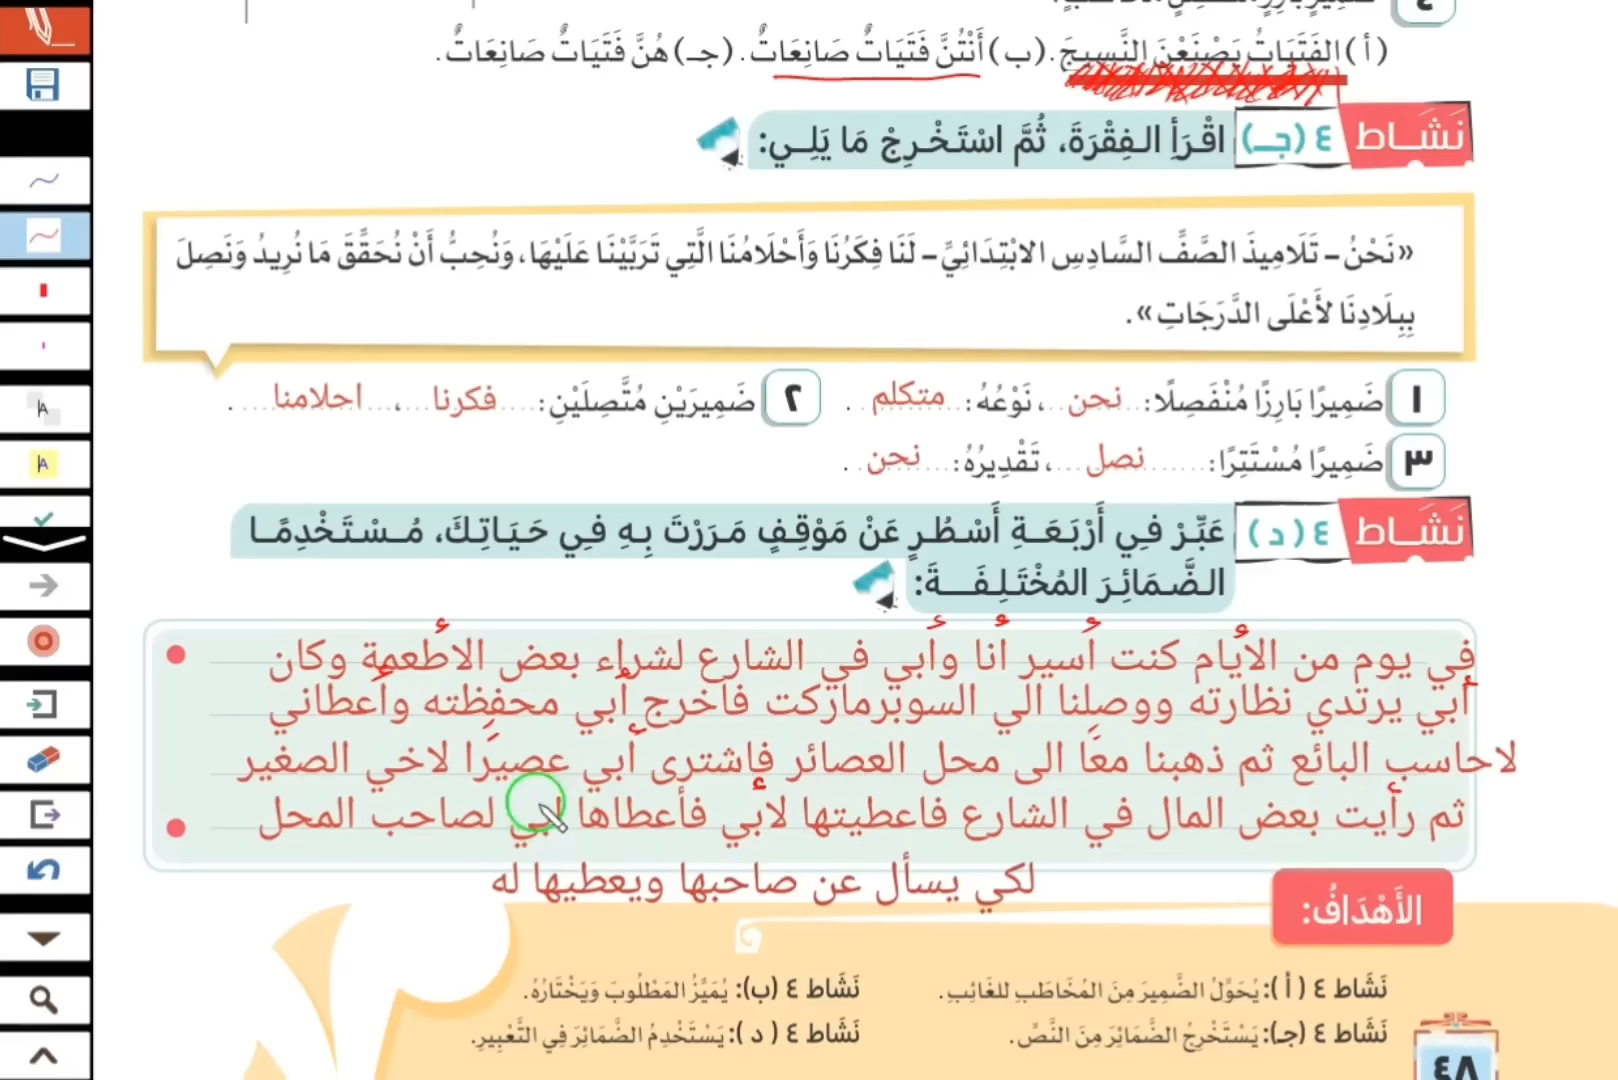 (أ) الفَتَيَاتُ يَصْنَعْنَ النَّسِيجَ. (ب) أَنْتُنَّ فَتَيَاتٌ صَانِعَاتٌ. (جـ) هُنَّ فَتَيَاتٌ صَانِعَاتٌ.
نَشَاط ٤ (جـ) اقْرَأِ الفِقْرَةَ، ثُمَّ اسْتَخْرِجْ مَا يَلِي:
«نَحْنُ - تَلَامِيذَ الصَّفِّ السَّادِسِ الابْتِدَائِيِّ - لَنَا فِكَرُنَا وَأَحْلَامُنَا الَّتِي تَرَبَّيْنَا عَلَيْهَا، وَنُحِبُّ أَنْ نُحَقِّقَ مَا نُرِيدُ وَنَصِلَ
بِبِلَادِنَا لأَعْلَى الدَّرَجَاتِ».
١ ضَمِيرًا بَارِزًا مُنْفَصِلًا: نحن، نَوْعُهُ: متكلم. ٢ ضَمِيرَيْنِ مُتَّصِلَيْنِ: فكرنا، احلامنا.
٣ ضَمِيرًا مُسْتَتِرًا: نصل، تَقْدِيرُهُ: نحن.
نَشَاط ٤ (د) عَبِّرْ فِي أَرْبَعَةِ أَسْطُرٍ عَنْ مَوْقِفٍ مَرَرْتَ بِهِ فِي حَيَاتِكَ، مُسْتَخْدِمًا
الضَّمَائِرَ المُخْتَلِفَةَ:
في يوم من الأيام كنت أسير أنا وأبي في الشارع لشراء بعض الأطعمة وكان
أبي يرتدي نظارته ووصلنا الي السوبرماركت فاخرج أبي محفظته وأعطاني
لاحاسب البائع ثم ذهبنا معًا الى محل العصائر فإشترى أبي عصيرًا لاخي الصغير
ثم رأيت بعض المال في الشارع فاعطيتها لأبي فأعطاها ابي لصاحب المحل
لكي يسأل عن صاحبها ويعطيها له
الأَهْدَافُ:
نَشَاط ٤ (أ): يُحَوِّلُ الضَّمِيرَ مِنَ المُخَاطَبِ للغَائِبِ. نَشَاط ٤ (ب): يُمَيِّزُ المَطْلُوبَ وَيَخْتَارُهُ.
نَشَاط ٤ (جـ): يَسْتَخْرِجُ الضَّمَائِرَ مِنَ النَّصِّ. نَشَاط ٤ (د): يَسْتَخْدِمُ الضَّمَائِرَ فِي التَّعْبِيرِ.
٤٨